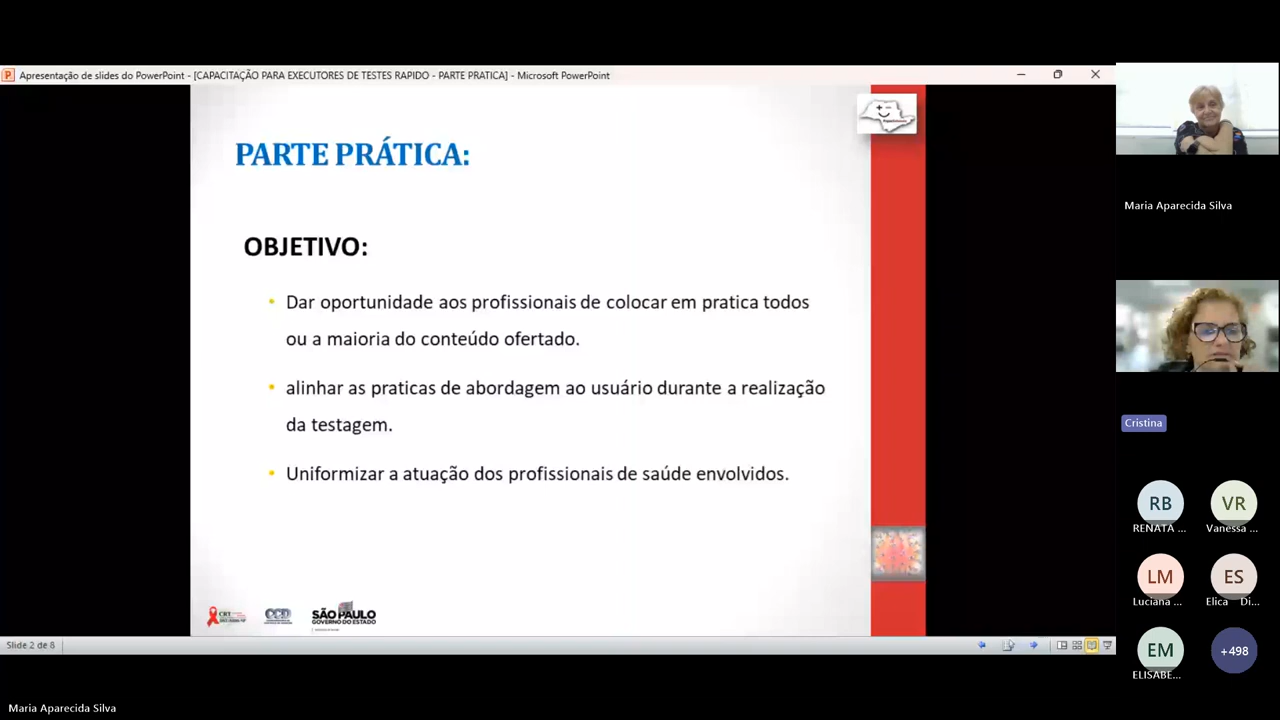 Apresentação de slides do PowerPoint - [CAPACITAÇÃO PARA EXECUTORES DE TESTES RAPIDO - PARTE PRATICA] - Microsoft PowerPoint
PARTE PRÁTICA:
OBJETIVO:
• Dar oportunidade aos profissionais de colocar em pratica todos
ou a maioria do conteúdo ofertado.
• alinhar as praticas de abordagem ao usuário durante a realização
da testagem.
• Uniformizar a atuação dos profissionais de saúde envolvidos.
CRT
CCD
SÃO PAULO
GOVERNO DO ESTADO
Slide 2 de 8
Maria Aparecida Silva
Cristina
RB
VR
RENATA ...
Vanessa ...
LM
ES
Luciana ...
Elica Di...
EM
+498
ELISABE...
Maria Aparecida Silva